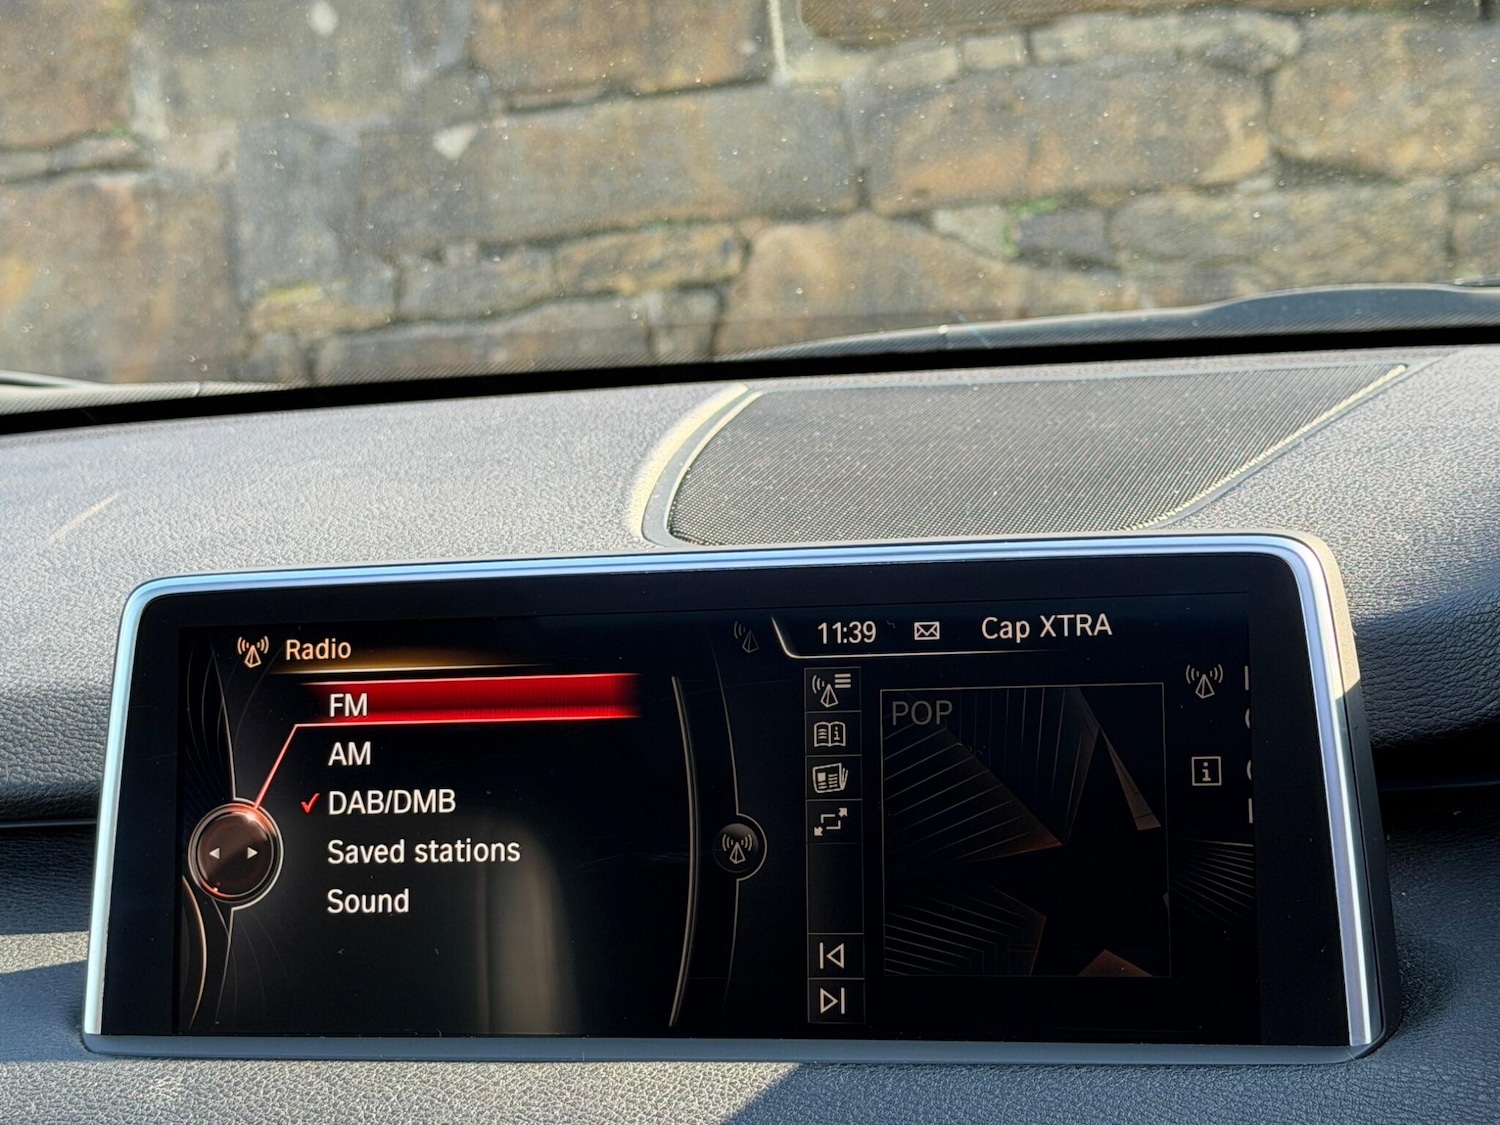 Radio
FM
AM
DAB/DMB
Saved stations
Sound
11:39
Cap XTRA
POP